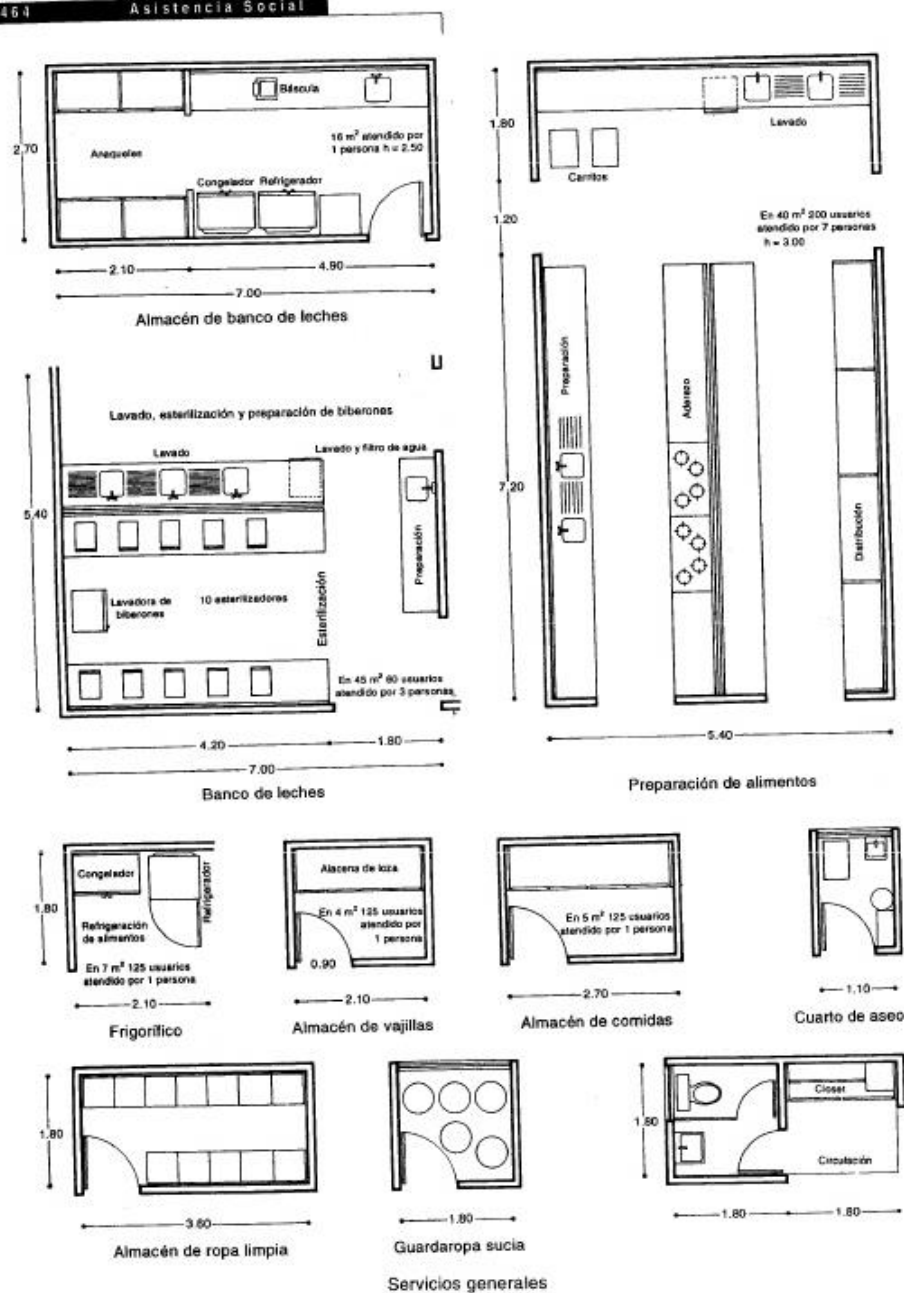 464 Asistencia Social
2.70
Báscula
Anaqueles
16 m² atendido por
1 persona h = 2.50
Congelador Refrigerador
2.10
4.90
7.00
Almacén de banco de leches
5.40
Lavado, esterilización y preparación de biberones
Lavado
Lavado y filtro de agua
Preparación
Lavadora de
biberones
10 esterilizadores
Esterilización
En 45 m² 60 usuarios
atendido por 3 personas
4.20
1.80
7.00
Banco de leches
1.80
Lavado
Carritos
1.20
En 40 m² 200 usuarios
atendido por 7 personas
h = 3.00
Preparación
Aderezo
7.20
Distribución
5.40
Preparación de alimentos
1.80
Congelador
Refrigerador
Refrigeración
de alimentos
En 7 m² 125 usuarios
atendido por 1 persona
2.10
Frigorífico
Alacena de loza
En 4 m² 125 usuarios
atendido por
1 persona
0.90
2.10
Almacén de vajillas
En 5 m² 125 usuarios
atendido por 1 persona
2.70
Almacén de comidas
1.10
Cuarto de aseo
1.80
3.60
Almacén de ropa limpia
1.80
Guardaropa sucia
1.80
Closet
Circulación
1.80
1.80
Servicios generales